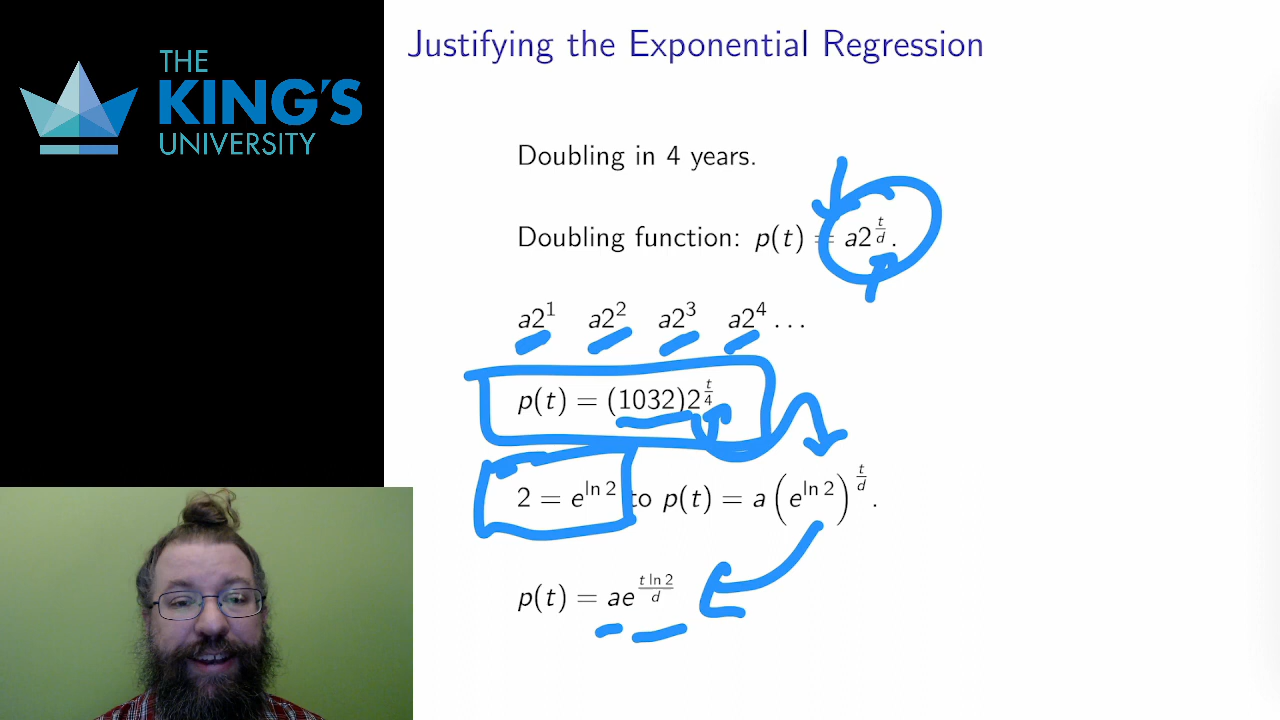 THE
KING'S
UNIVERSITY
Justifying the Exponential Regression
Doubling in 4 years.
Doubling function: p(t) = a2^{t/d}.
a2^1 a2^2 a2^3 a2^4 ...
p(t) = (1032)2^{t/4}
2 = e^{ln 2} to p(t) = a(e^{ln 2})^{t/d}.
p(t) = ae^{t ln 2/d}